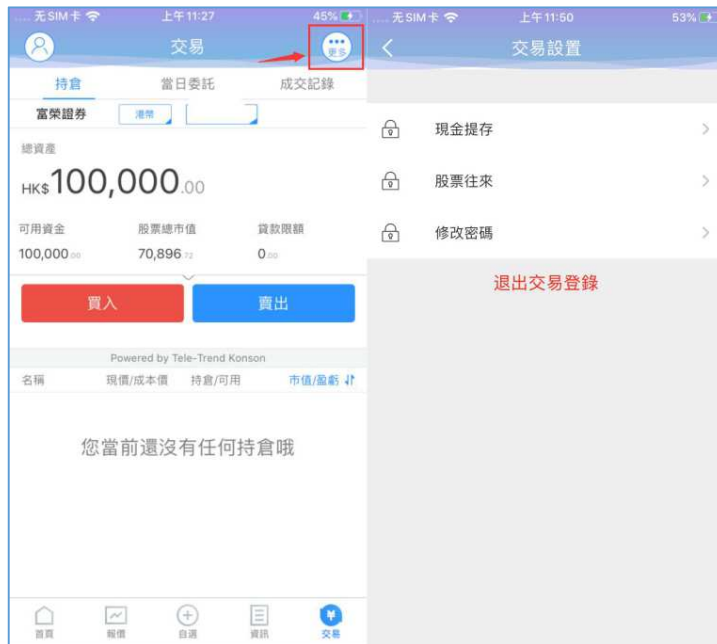 无SIM卡 上午11:27 45%
交易
更多
持倉 當日委託 成交記錄
富榮證券 港幣
總資產
HK$100,000.00
可用資金 股票總市值 貸款限額
100,000.00 70,896.72 0.00
買入 賣出
Powered by Tele-Trend Konson
名稱 現價/成本價 持倉/可用 市值/盈虧
您當前還沒有任何持倉哦
首頁 報價 自選 資訊 交易
无SIM卡 上午11:50 53%
交易設置
現金提存
股票往來
修改密碼
退出交易登錄